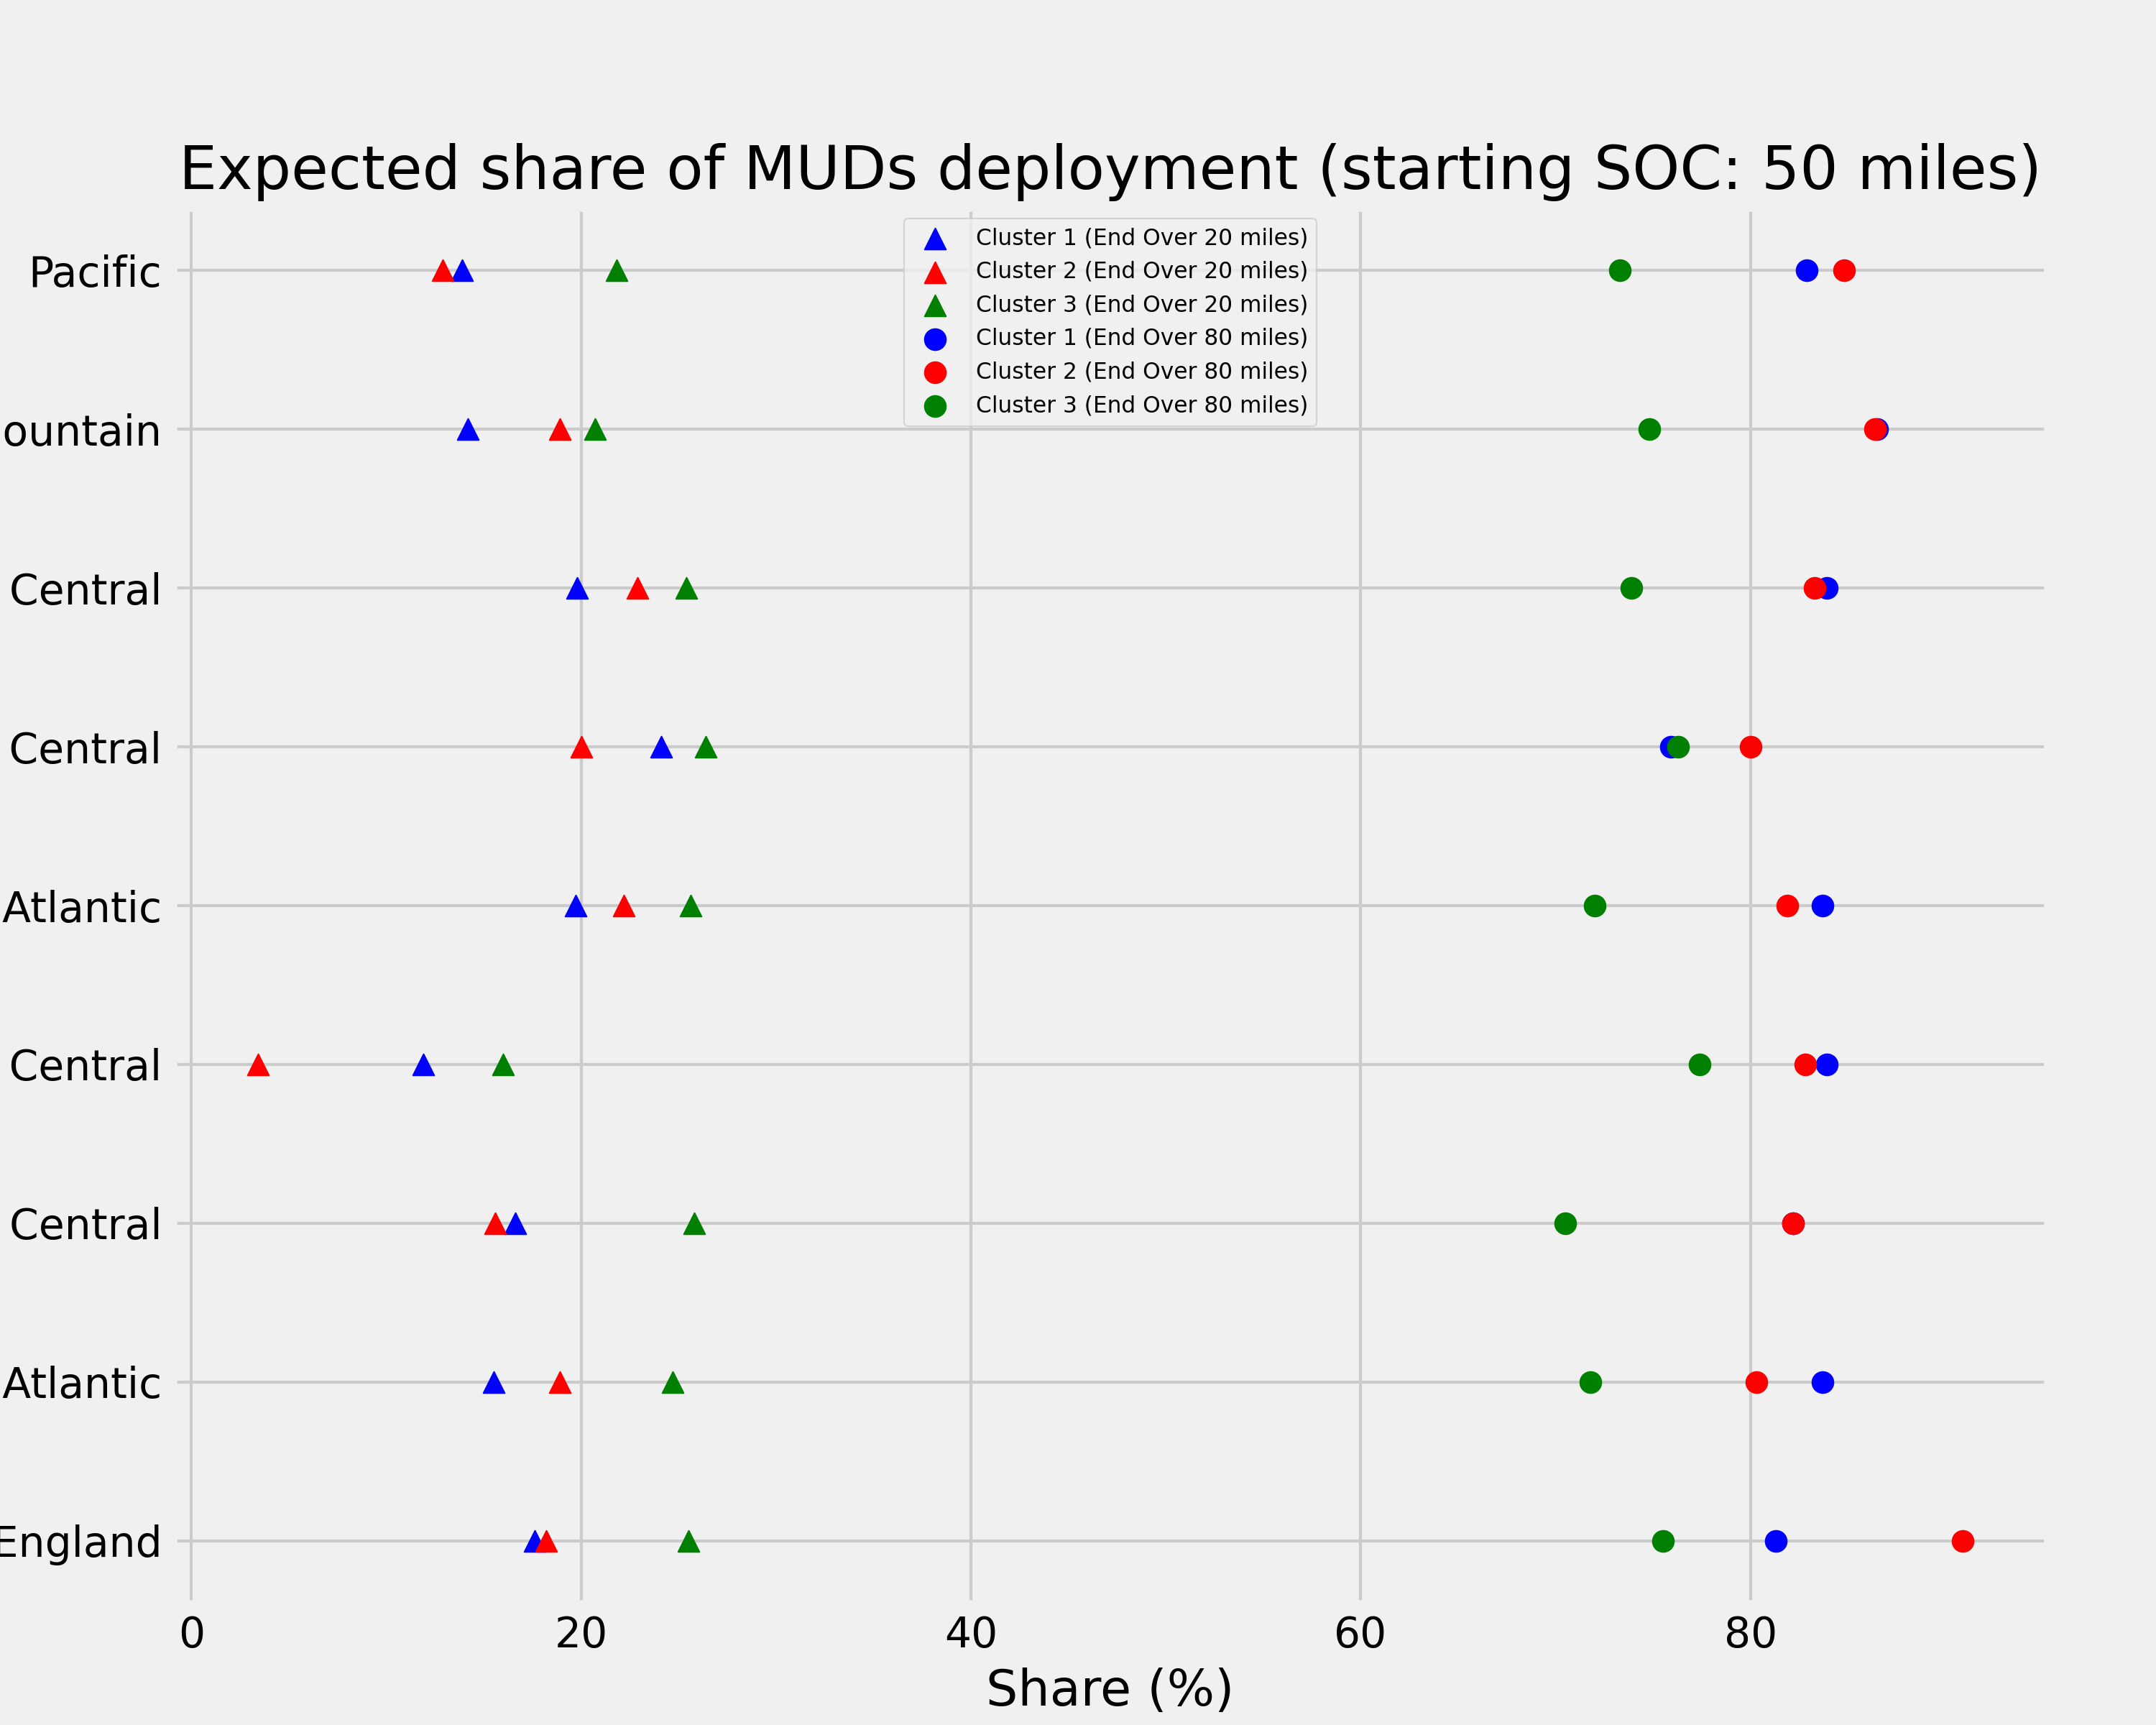 Expected share of MUDs deployment (starting SOC: 50 miles)
Cluster 1 (End Over 20 miles)
Cluster 2 (End Over 20 miles)
Cluster 3 (End Over 20 miles)
Cluster 1 (End Over 80 miles)
Cluster 2 (End Over 80 miles)
Cluster 3 (End Over 80 miles)
Pacific
ountain
Central
Central
Atlantic
Central
Central
Atlantic
England
0 20 40 60 80
Share (%)